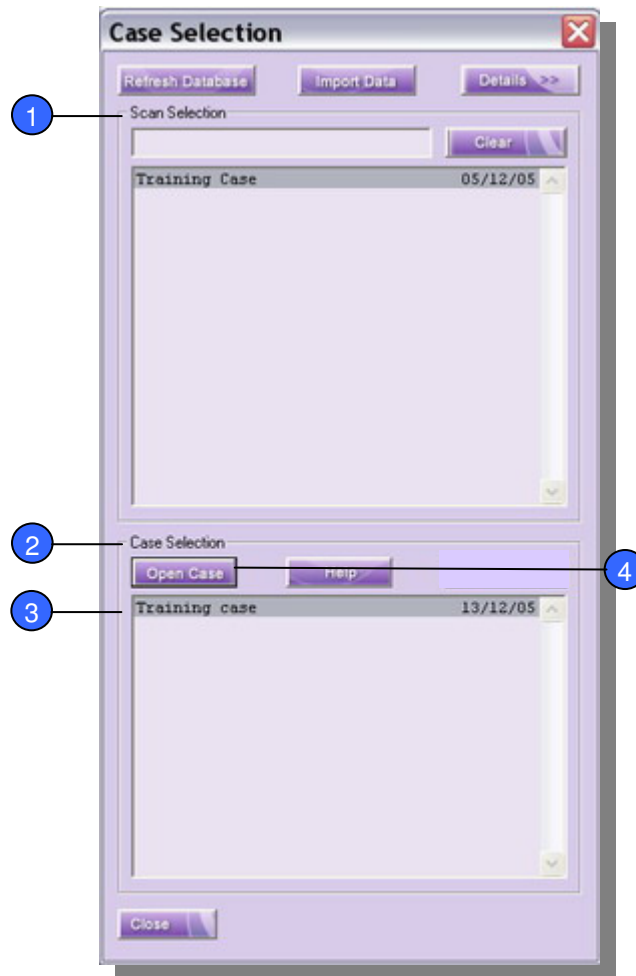 Case Selection
Refresh Database Import Data Details >>
1 Scan Selection
Clear
Training Case 05/12/05
2 Case Selection
Open Case Help 4
3 Training case 13/12/05
Close